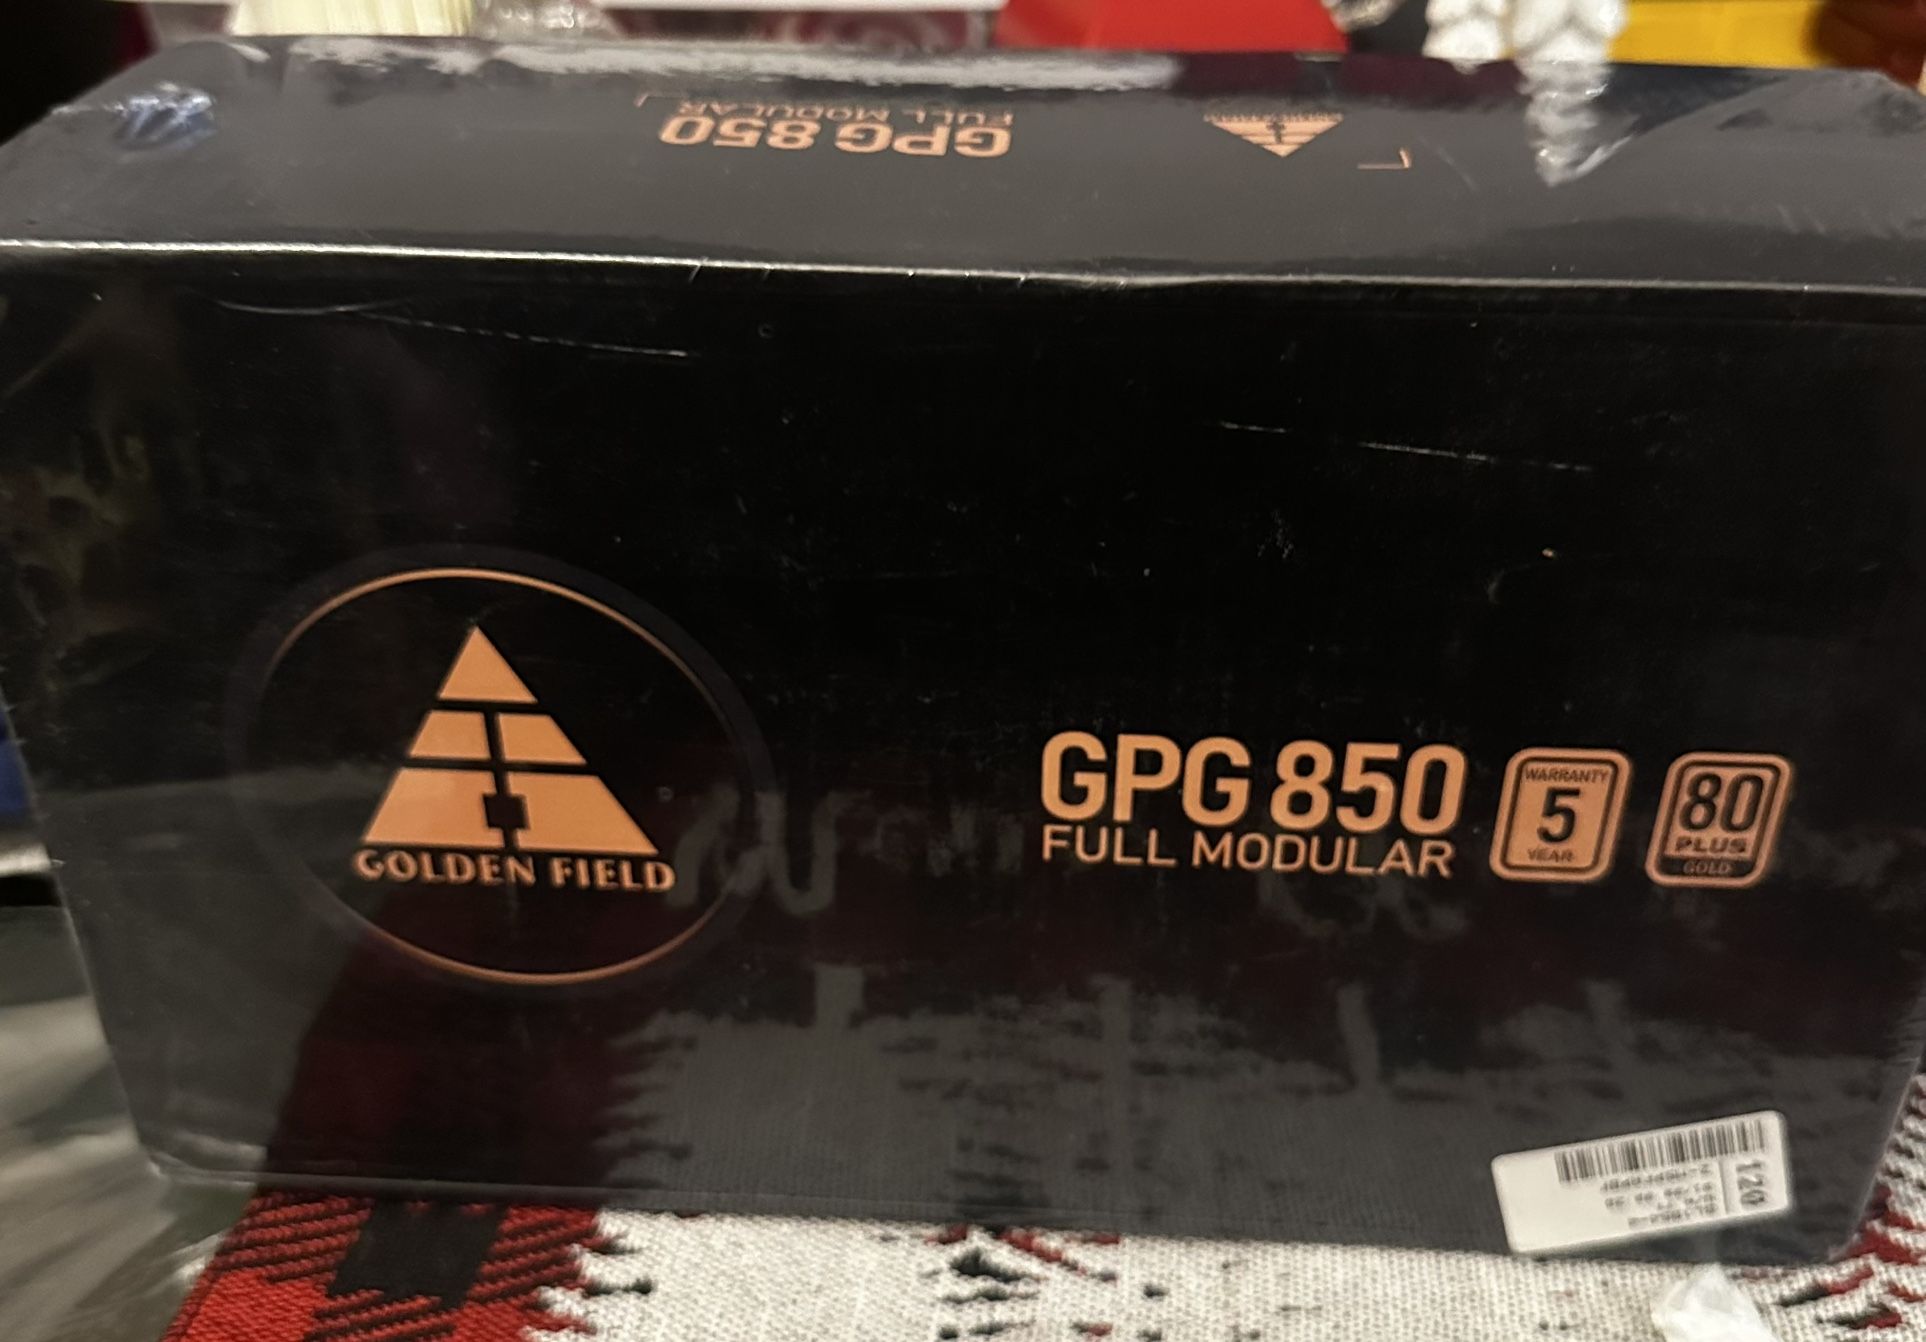 GPG 850
FULL MODULAR
GOLDEN FIELD
GPG 850
FULL MODULAR
WARRANTY
5
YEAR
80
PLUS
GOLD
120